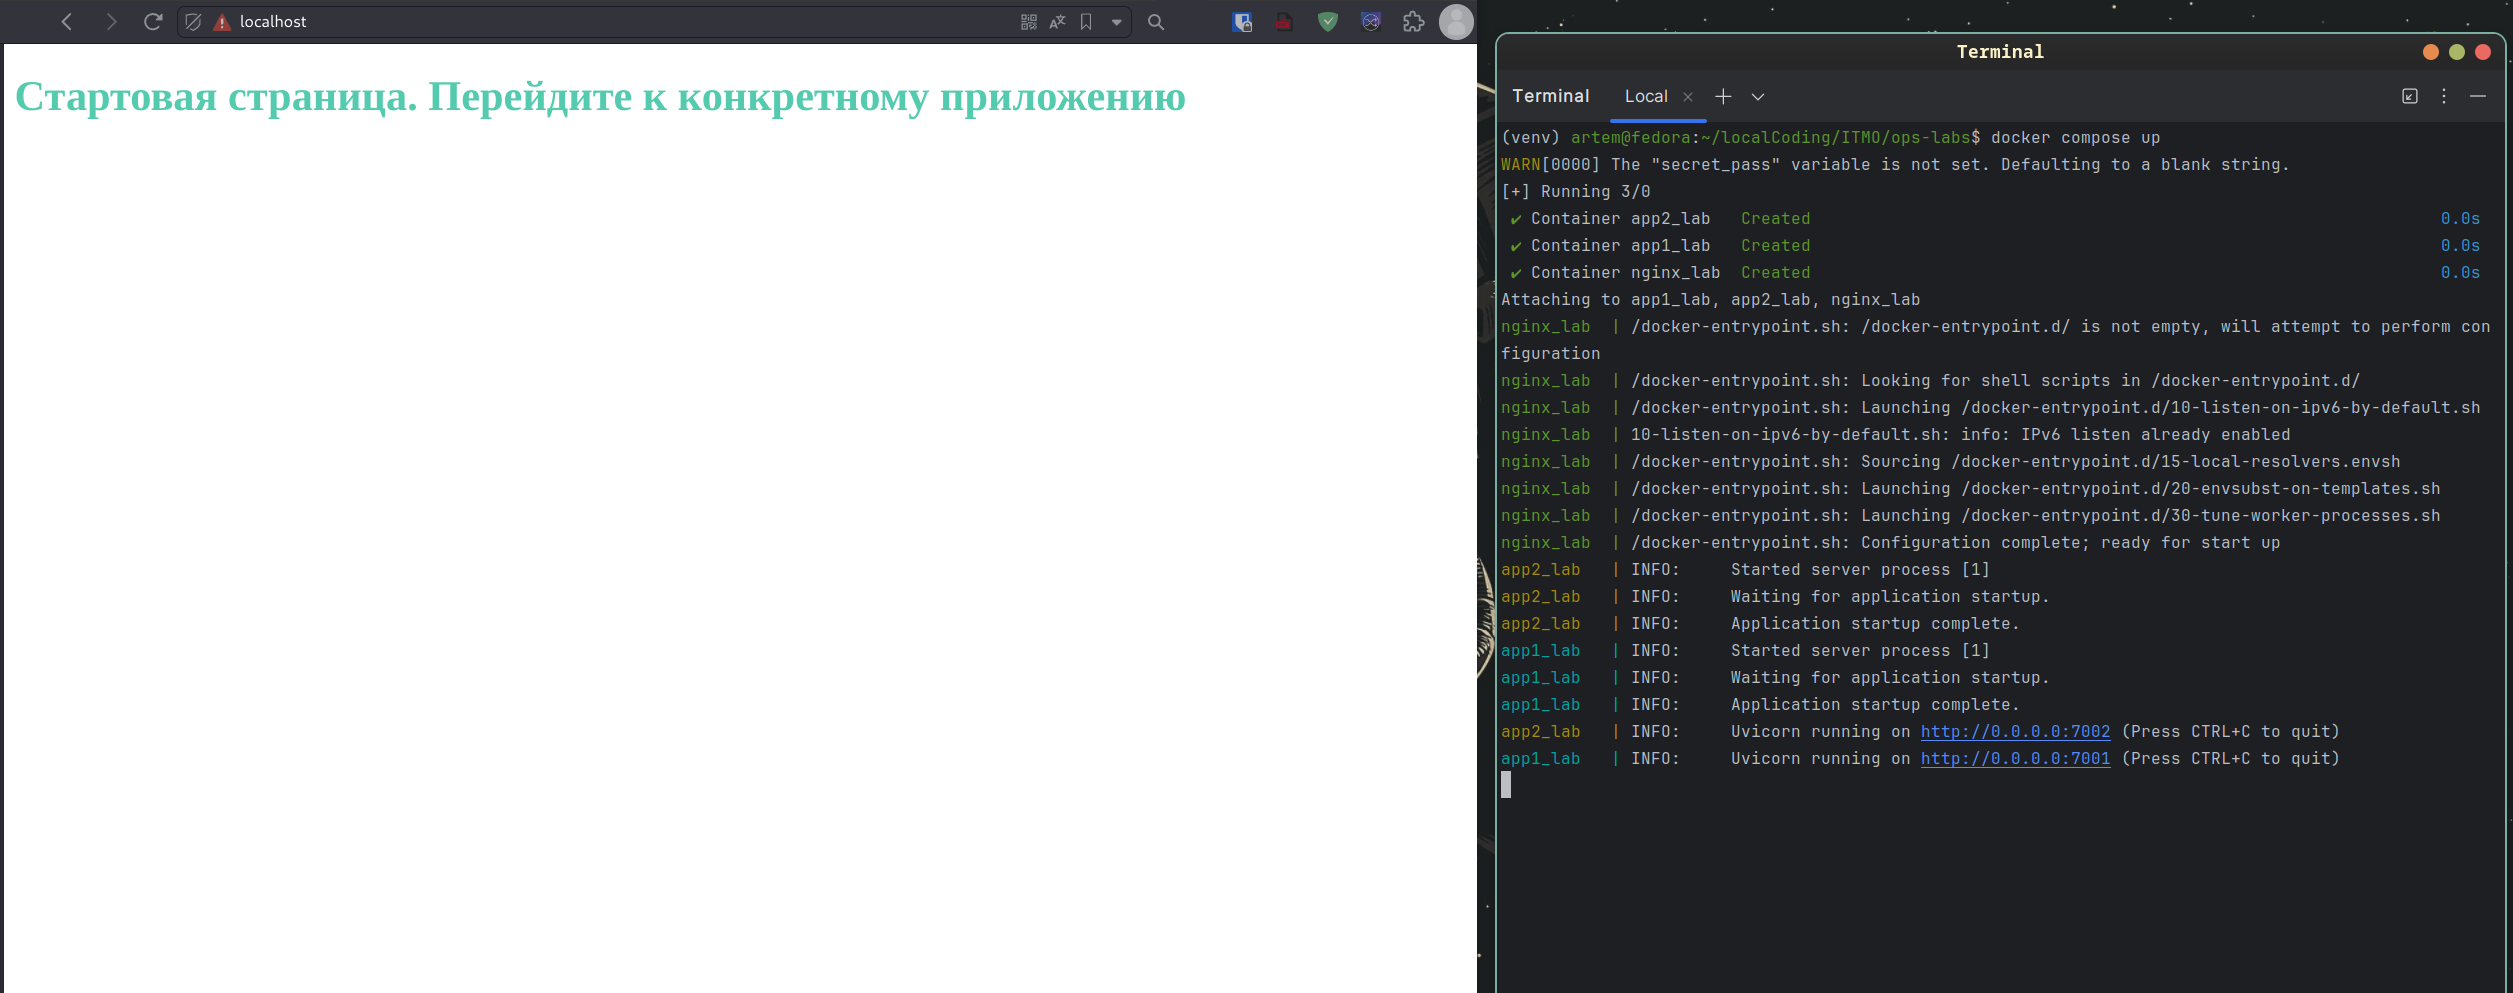 localhost
Стартовая страница. Перейдите к конкретному приложению
Terminal
Terminal Local
(venv) artem@fedora:~/localCoding/ITMO/ops-labs$ docker compose up
WARN[0000] The "secret_pass" variable is not set. Defaulting to a blank string.
[+] Running 3/0
✔ Container app2_lab Created 0.0s
✔ Container app1_lab Created 0.0s
✔ Container nginx_lab Created 0.0s
Attaching to app1_lab, app2_lab, nginx_lab
nginx_lab | /docker-entrypoint.sh: /docker-entrypoint.d/ is not empty, will attempt to perform con
figuration
nginx_lab | /docker-entrypoint.sh: Looking for shell scripts in /docker-entrypoint.d/
nginx_lab | /docker-entrypoint.sh: Launching /docker-entrypoint.d/10-listen-on-ipv6-by-default.sh
nginx_lab | 10-listen-on-ipv6-by-default.sh: info: IPv6 listen already enabled
nginx_lab | /docker-entrypoint.sh: Sourcing /docker-entrypoint.d/15-local-resolvers.envsh
nginx_lab | /docker-entrypoint.sh: Launching /docker-entrypoint.d/20-envsubst-on-templates.sh
nginx_lab | /docker-entrypoint.sh: Launching /docker-entrypoint.d/30-tune-worker-processes.sh
nginx_lab | /docker-entrypoint.sh: Configuration complete; ready for start up
app2_lab | INFO: Started server process [1]
app2_lab | INFO: Waiting for application startup.
app2_lab | INFO: Application startup complete.
app1_lab | INFO: Started server process [1]
app1_lab | INFO: Waiting for application startup.
app1_lab | INFO: Application startup complete.
app2_lab | INFO: Uvicorn running on http://0.0.0.0:7002 (Press CTRL+C to quit)
app1_lab | INFO: Uvicorn running on http://0.0.0.0:7001 (Press CTRL+C to quit)